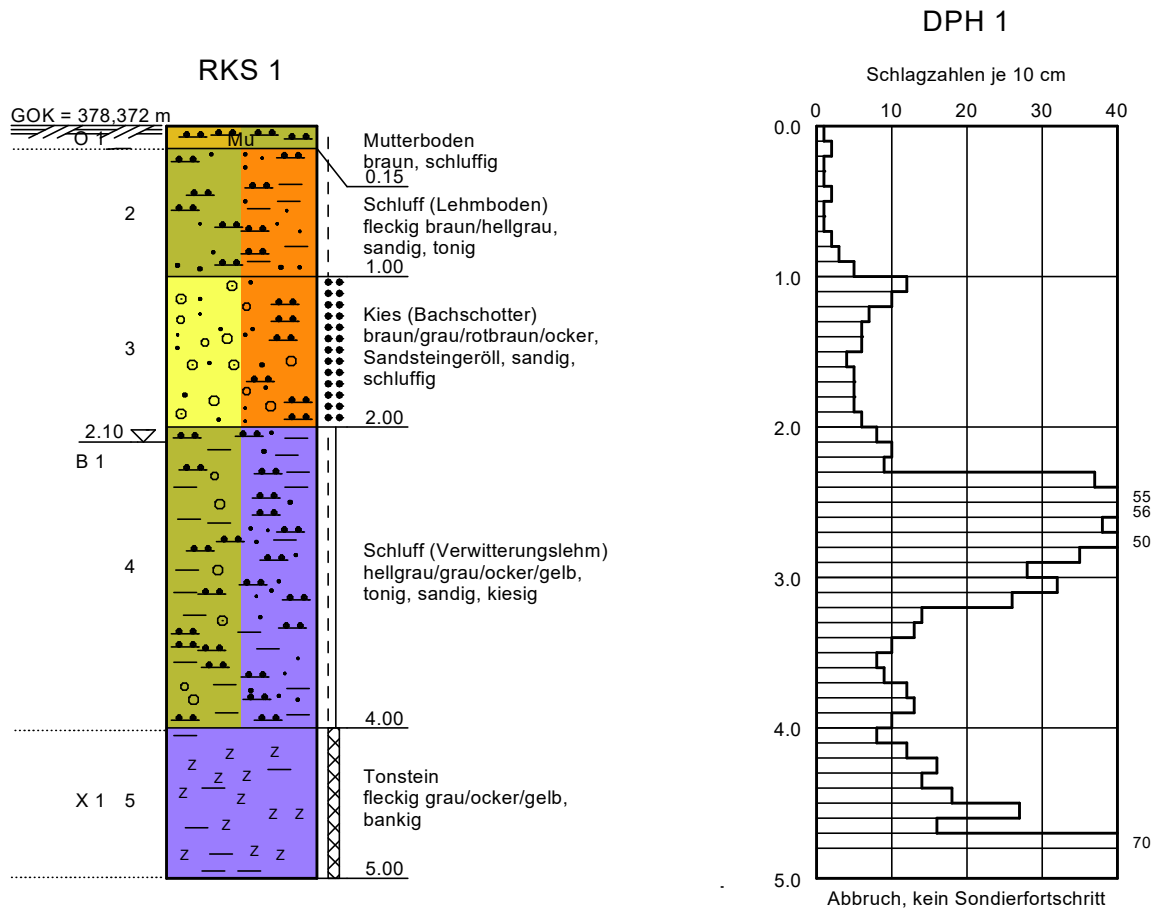 DPH 1
RKS 1
Schlagzahlen je 10 cm
GOK = 378,372 m
0 10 20 30 40
0.0
O 1
Mu
Mutterboden
braun, schluffig
0.15
2
Schluff (Lehmboden)
fleckig braun/hellgrau,
sandig, tonig
1.00
1.0
3
Kies (Bachschotter)
braun/grau/rotbraun/ocker,
Sandsteingeröll, sandig,
schluffig
2.00
2.0
2.10
B 1
55
56
50
4
Schluff (Verwitterungslehm)
hellgrau/grau/ocker/gelb,
tonig, sandig, kiesig
3.0
4.00
4.0
X 1 5
Tonstein
fleckig grau/ocker/gelb,
bankig
z z z
z z z
z z
z z
z z z
70
5.00
5.0
Abbruch, kein Sondierfortschritt